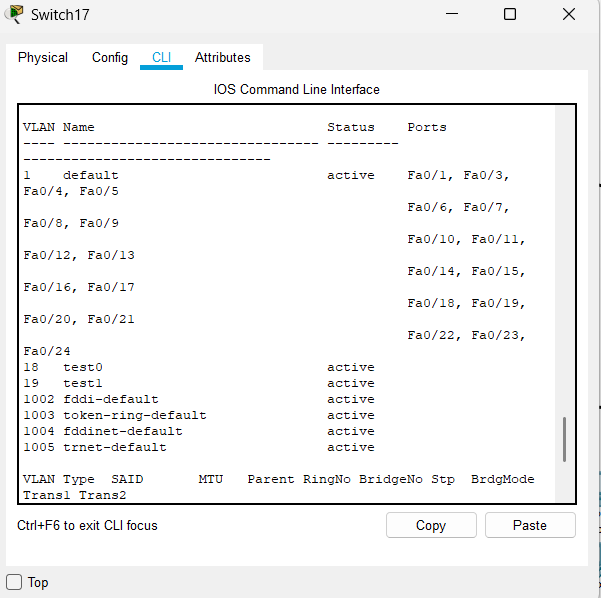 Switch17
Physical Config CLI Attributes
IOS Command Line Interface
VLAN Name                             Status    Ports
---- -------------------------------- ---------
-------------------------------
1    default                          active    Fa0/1, Fa0/3,
Fa0/4, Fa0/5
                                                Fa0/6, Fa0/7,
Fa0/8, Fa0/9
                                                Fa0/10, Fa0/11,
Fa0/12, Fa0/13
                                                Fa0/14, Fa0/15,
Fa0/16, Fa0/17
                                                Fa0/18, Fa0/19,
Fa0/20, Fa0/21
                                                Fa0/22, Fa0/23,
Fa0/24
18   test0                            active
19   test1                            active
1002 fddi-default                     active
1003 token-ring-default               active
1004 fddinet-default                  active
1005 trnet-default                    active
VLAN Type  SAID       MTU   Parent RingNo BridgeNo Stp  BrdgMode
Trans1 Trans2
Ctrl+F6 to exit CLI focus
Copy
Paste
Top